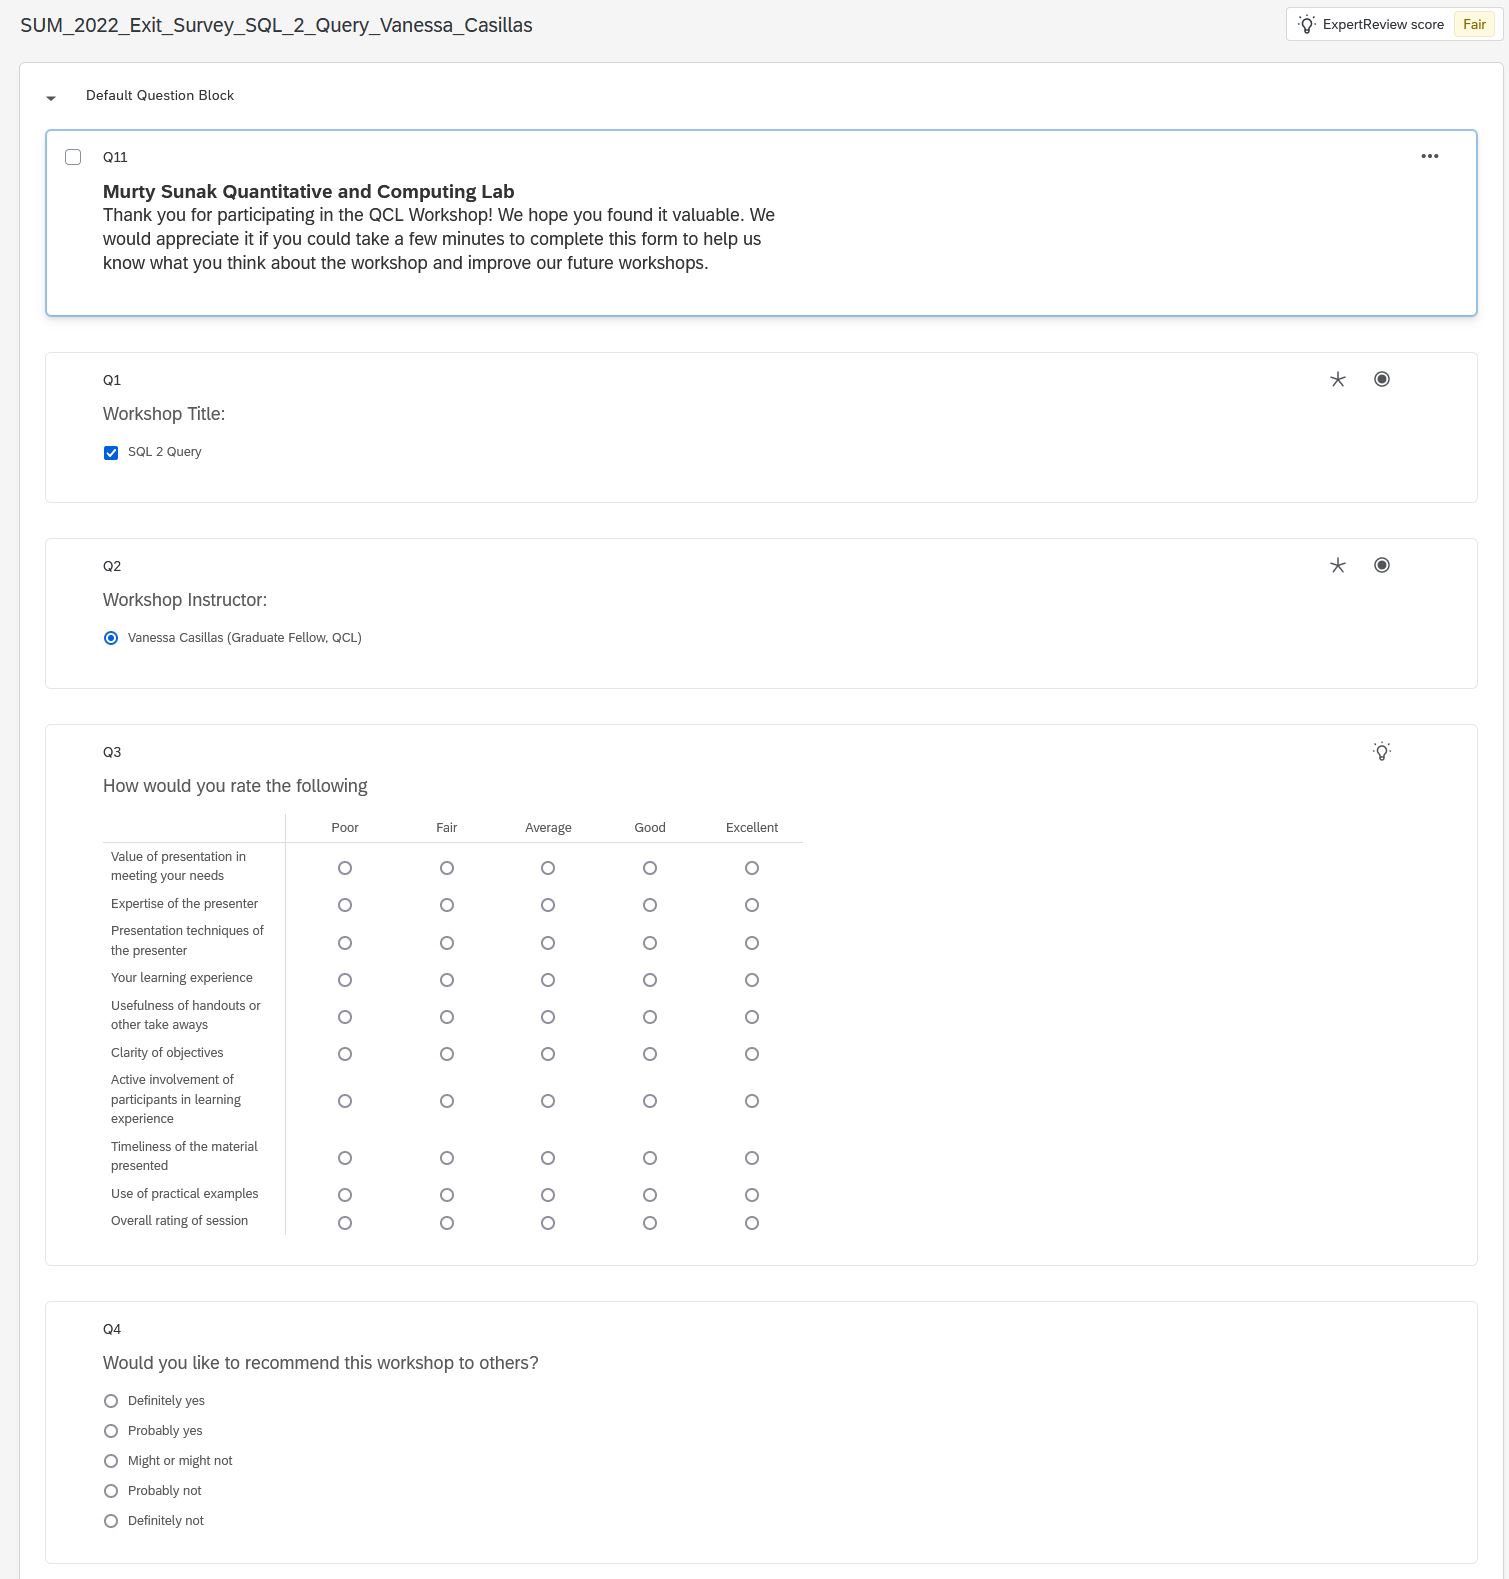 SUM_2022_Exit_Survey_SQL_2_Query_Vanessa_Casillas
ExpertReview score Fair
Default Question Block
Q11
Murty Sunak Quantitative and Computing Lab
Thank you for participating in the QCL Workshop! We hope you found it valuable. We
would appreciate it if you could take a few minutes to complete this form to help us
know what you think about the workshop and improve our future workshops.
Q1
Workshop Title:
SQL 2 Query
Q2
Workshop Instructor:
Vanessa Casillas (Graduate Fellow, QCL)
Q3
How would you rate the following
Poor Fair Average Good Excellent
Value of presentation in
meeting your needs
Expertise of the presenter
Presentation techniques of
the presenter
Your learning experience
Usefulness of handouts or
other take aways
Clarity of objectives
Active involvement of
participants in learning
experience
Timeliness of the material
presented
Use of practical examples
Overall rating of session
Q4
Would you like to recommend this workshop to others?
Definitely yes
Probably yes
Might or might not
Probably not
Definitely not